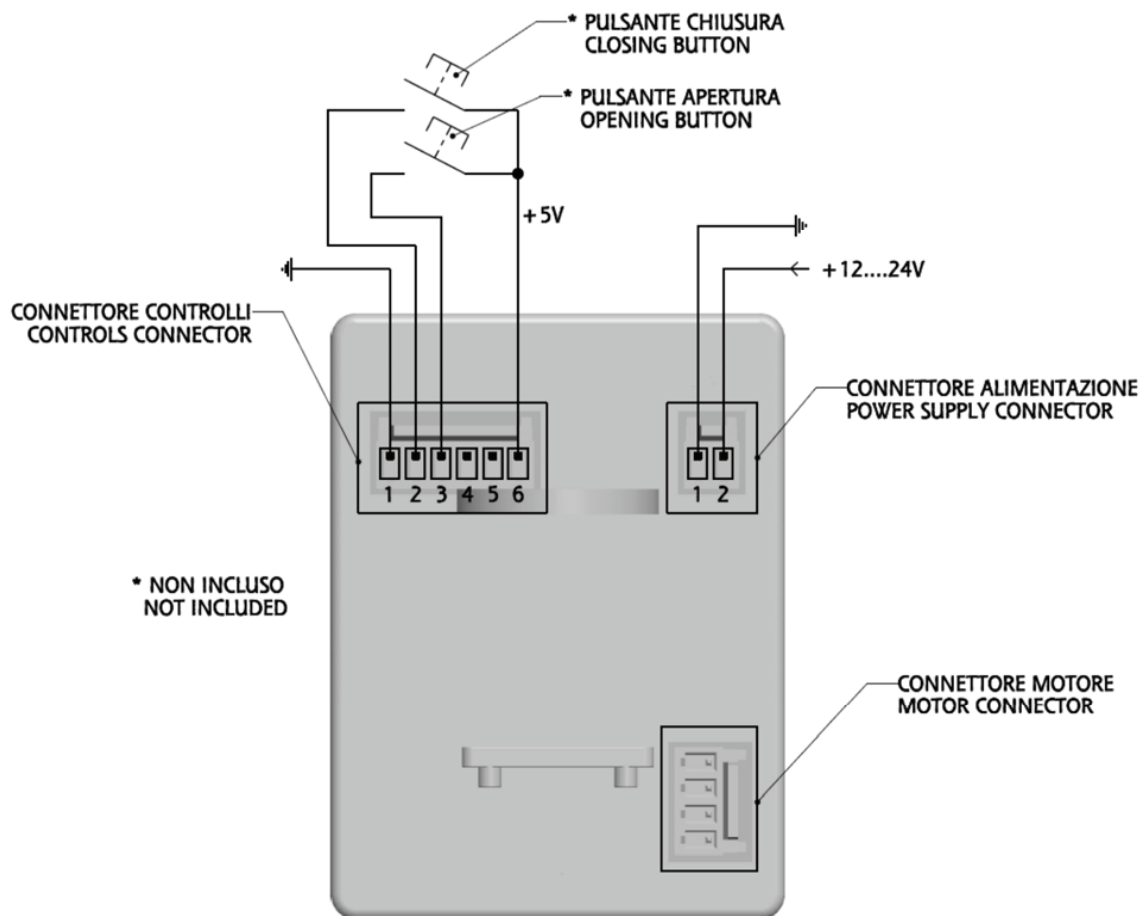 * PULSANTE CHIUSURA
CLOSING BUTTON
* PULSANTE APERTURA
OPENING BUTTON
+5V
+12....24V
CONNETTORE CONTROLLI
CONTROLS CONNECTOR
CONNETTORE ALIMENTAZIONE
POWER SUPPLY CONNECTOR
1 2 3 4 5 6
1 2
* NON INCLUSO
NOT INCLUDED
CONNETTORE MOTORE
MOTOR CONNECTOR